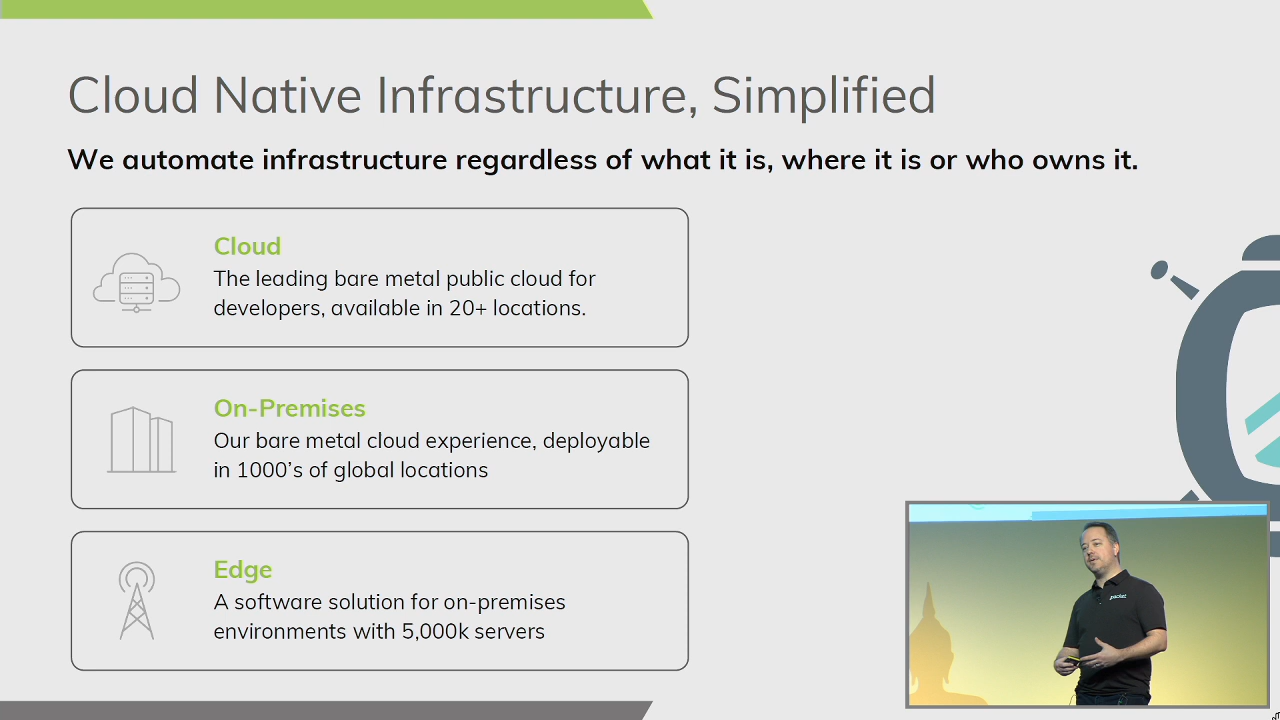 Cloud Native Infrastructure, Simplified
We automate infrastructure regardless of what it is, where it is or who owns it.
Cloud
The leading bare metal public cloud for
developers, available in 20+ locations.
On-Premises
Our bare metal cloud experience, deployable
in 1000’s of global locations
Edge
A software solution for on-premises
environments with 5,000k servers
packet